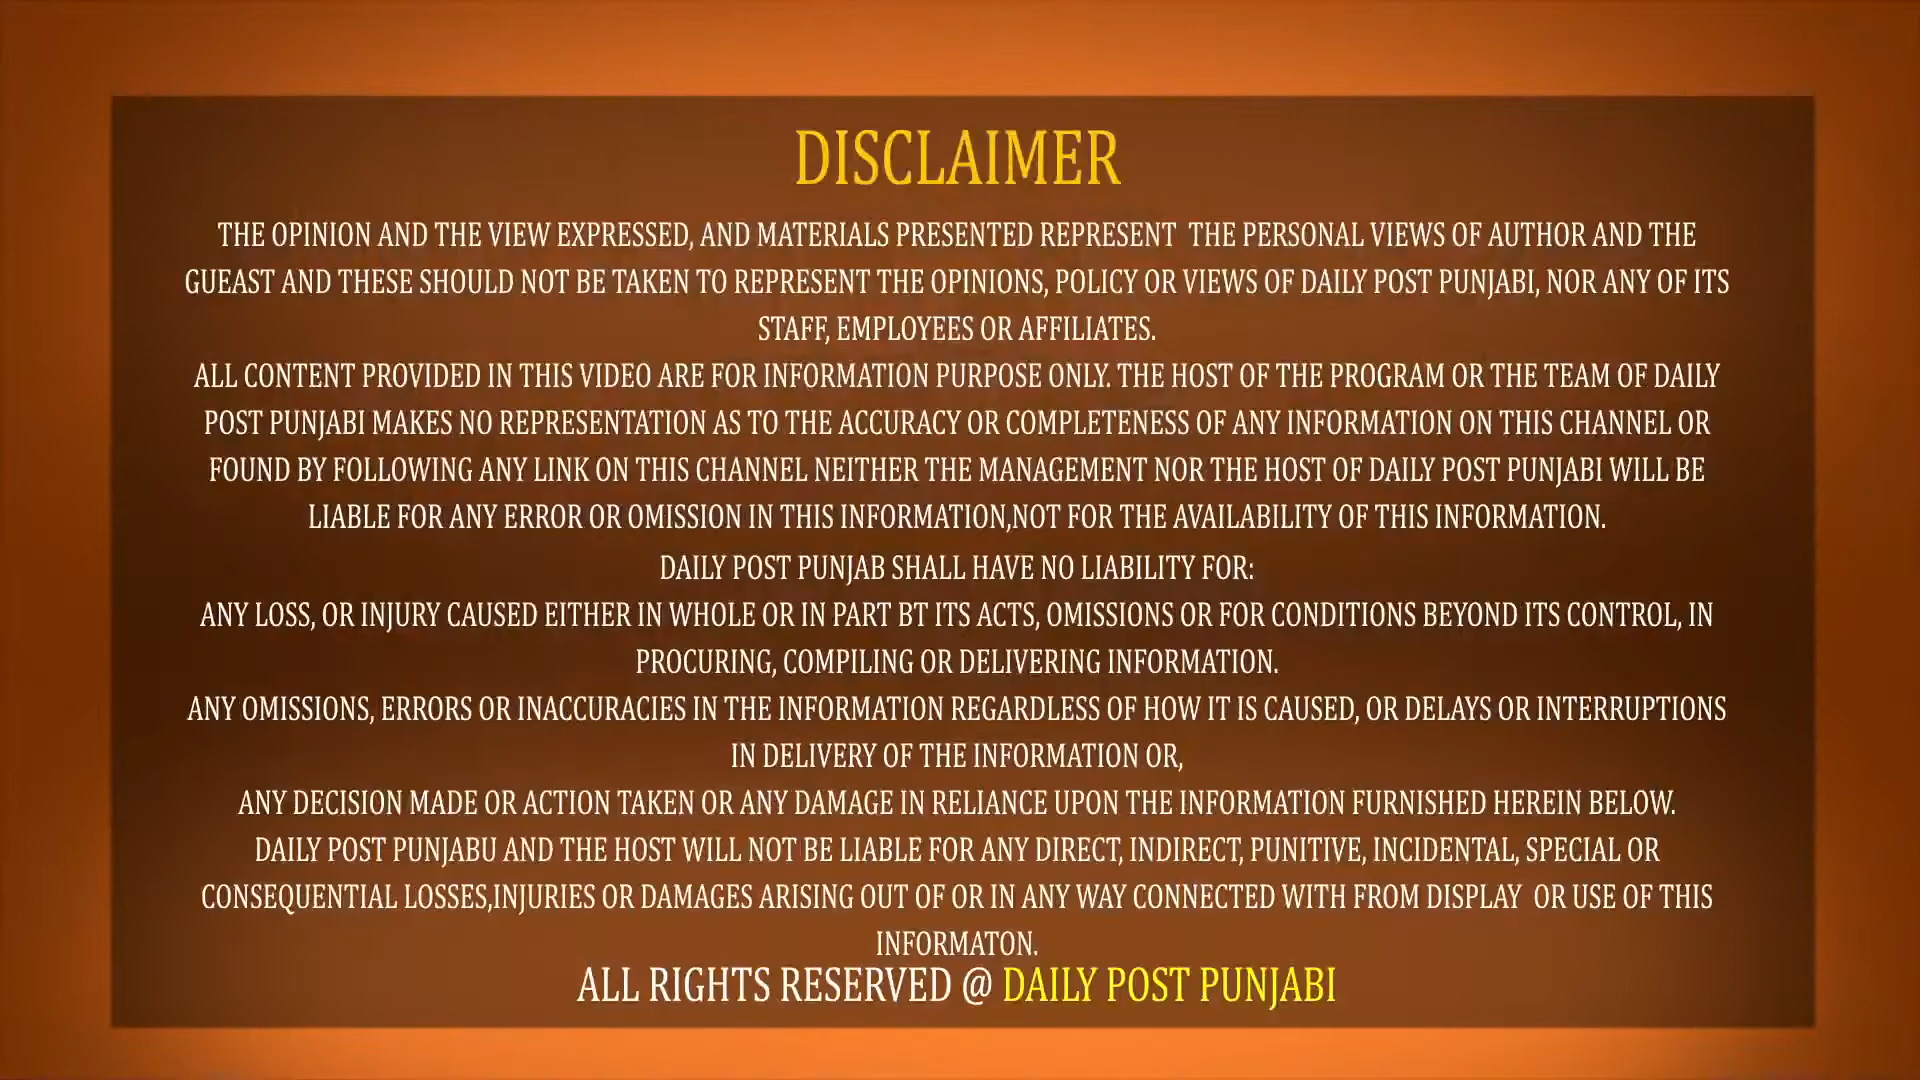 DISCLAIMER
THE OPINION AND THE VIEW EXPRESSED, AND MATERIALS PRESENTED REPRESENT THE PERSONAL VIEWS OF AUTHOR AND THE
GUEAST AND THESE SHOULD NOT BE TAKEN TO REPRESENT THE OPINIONS, POLICY OR VIEWS OF DAILY POST PUNJABI, NOR ANY OF ITS
STAFF, EMPLOYEES OR AFFILIATES.
ALL CONTENT PROVIDED IN THIS VIDEO ARE FOR INFORMATION PURPOSE ONLY. THE HOST OF THE PROGRAM OR THE TEAM OF DAILY
POST PUNJABI MAKES NO REPRESENTATION AS TO THE ACCURACY OR COMPLETENESS OF ANY INFORMATION ON THIS CHANNEL OR
FOUND BY FOLLOWING ANY LINK ON THIS CHANNEL NEITHER THE MANAGEMENT NOR THE HOST OF DAILY POST PUNJABI WILL BE
LIABLE FOR ANY ERROR OR OMISSION IN THIS INFORMATION,NOT FOR THE AVAILABILITY OF THIS INFORMATION.
DAILY POST PUNJAB SHALL HAVE NO LIABILITY FOR:
ANY LOSS, OR INJURY CAUSED EITHER IN WHOLE OR IN PART BT ITS ACTS, OMISSIONS OR FOR CONDITIONS BEYOND ITS CONTROL, IN
PROCURING, COMPILING OR DELIVERING INFORMATION.
ANY OMISSIONS, ERRORS OR INACCURACIES IN THE INFORMATION REGARDLESS OF HOW IT IS CAUSED, OR DELAYS OR INTERRUPTIONS
IN DELIVERY OF THE INFORMATION OR,
ANY DECISION MADE OR ACTION TAKEN OR ANY DAMAGE IN RELIANCE UPON THE INFORMATION FURNISHED HEREIN BELOW.
DAILY POST PUNJABU AND THE HOST WILL NOT BE LIABLE FOR ANY DIRECT, INDIRECT, PUNITIVE, INCIDENTAL, SPECIAL OR
CONSEQUENTIAL LOSSES,INJURIES OR DAMAGES ARISING OUT OF OR IN ANY WAY CONNECTED WITH FROM DISPLAY OR USE OF THIS
INFORMATON.
ALL RIGHTS RESERVED @ DAILY POST PUNJABI